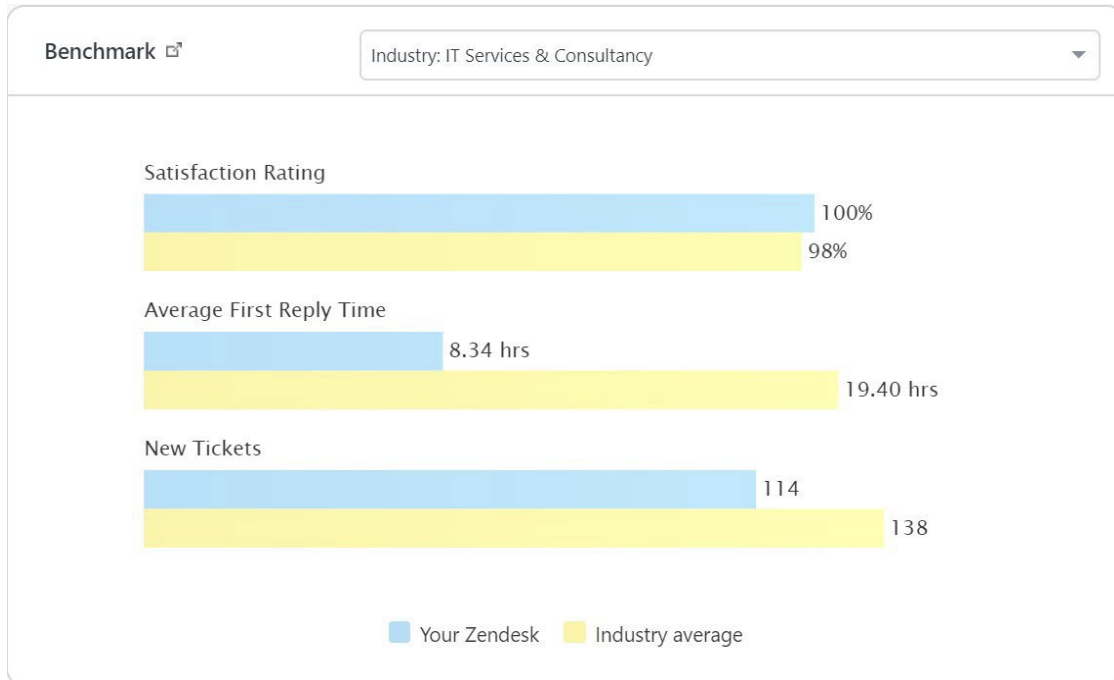 Benchmark
Industry: IT Services & Consultancy
Satisfaction Rating
100%
98%
Average First Reply Time
8.34 hrs
19.40 hrs
New Tickets
114
138
Your Zendesk Industry average